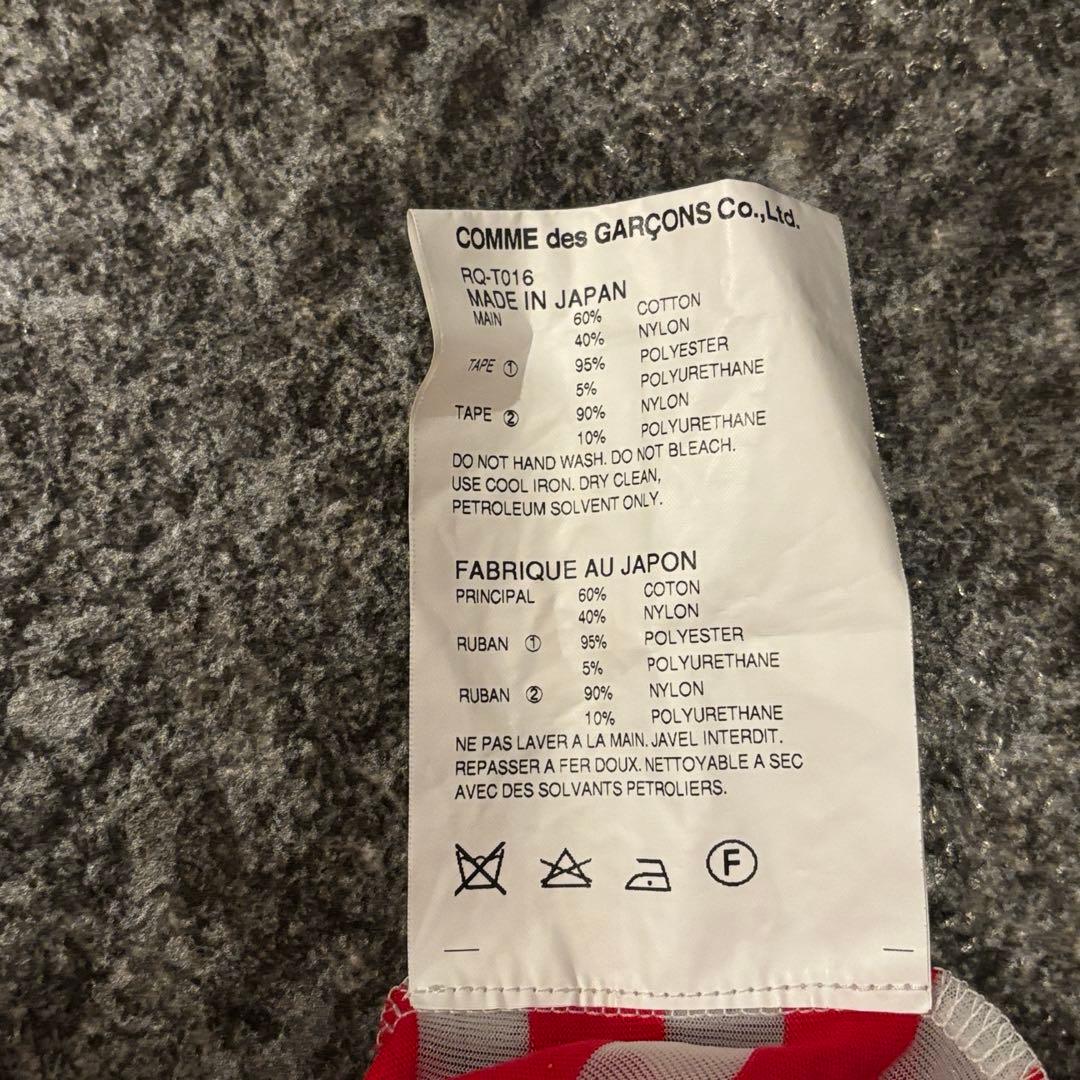 COMME des GARÇONS Co.,Ltd.
RQ-T016
MADE IN JAPAN
MAIN 60% COTTON
40% NYLON
TAPE ① 95% POLYESTER
5% POLYURETHANE
TAPE ② 90% NYLON
10% POLYURETHANE
DO NOT HAND WASH. DO NOT BLEACH.
USE COOL IRON. DRY CLEAN,
PETROLEUM SOLVENT ONLY.
FABRIQUE AU JAPON
PRINCIPAL 60% COTON
40% NYLON
RUBAN ① 95% POLYESTER
5% POLYURETHANE
RUBAN ② 90% NYLON
10% POLYURETHANE
NE PAS LAVER A LA MAIN. JAVEL INTERDIT.
REPASSER A FER DOUX. NETTOYABLE A SEC
AVEC DES SOLVANTS PETROLIERS.
F